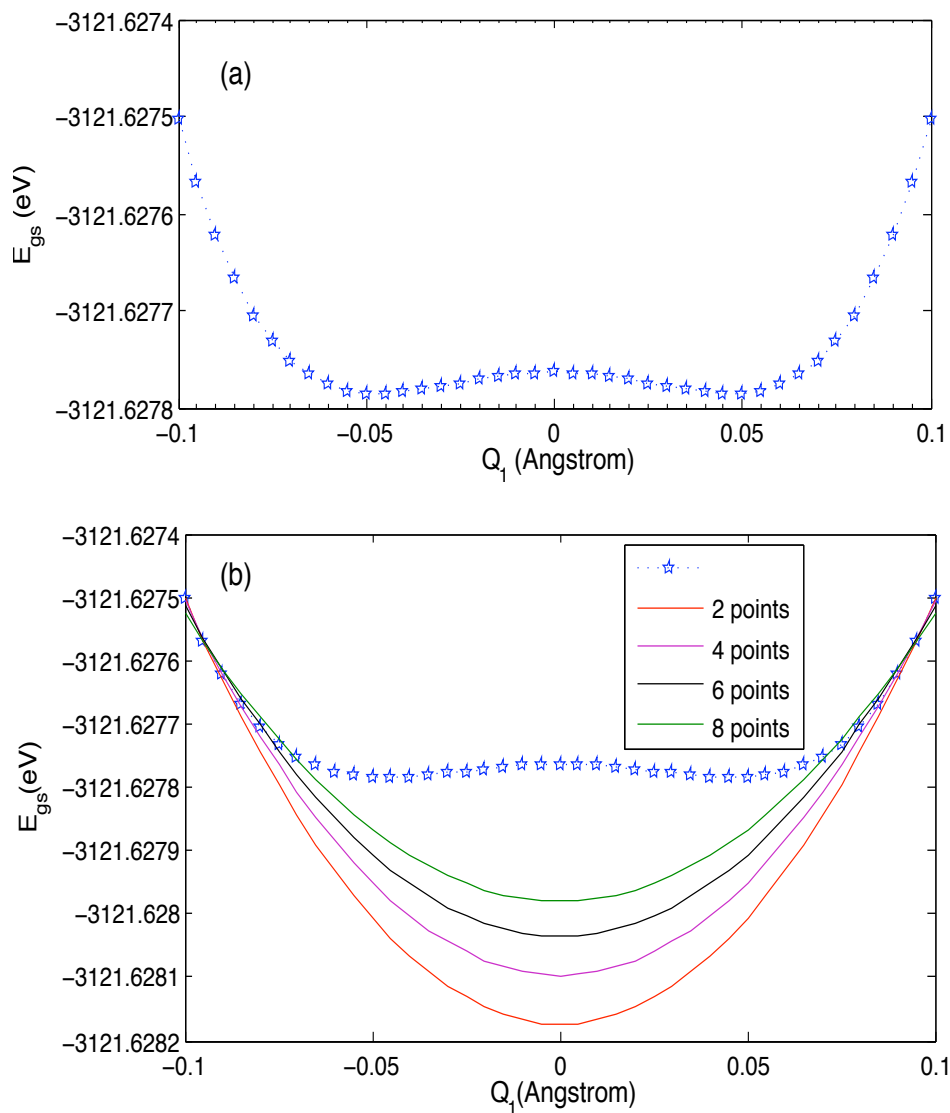 (a)
−3121.6274
−3121.6275
−3121.6276
−3121.6277
−3121.6278
E_gs (eV)
−0.1 −0.05 0 0.05 0.1
Q_1 (Angstrom)
(b)
−3121.6274
−3121.6275
−3121.6276
−3121.6277
−3121.6278
−3121.6279
−3121.628
−3121.6281
−3121.6282
E_gs(eV)
2 points
4 points
6 points
8 points
−0.1 −0.05 0 0.05 0.1
Q_1(Angstrom)